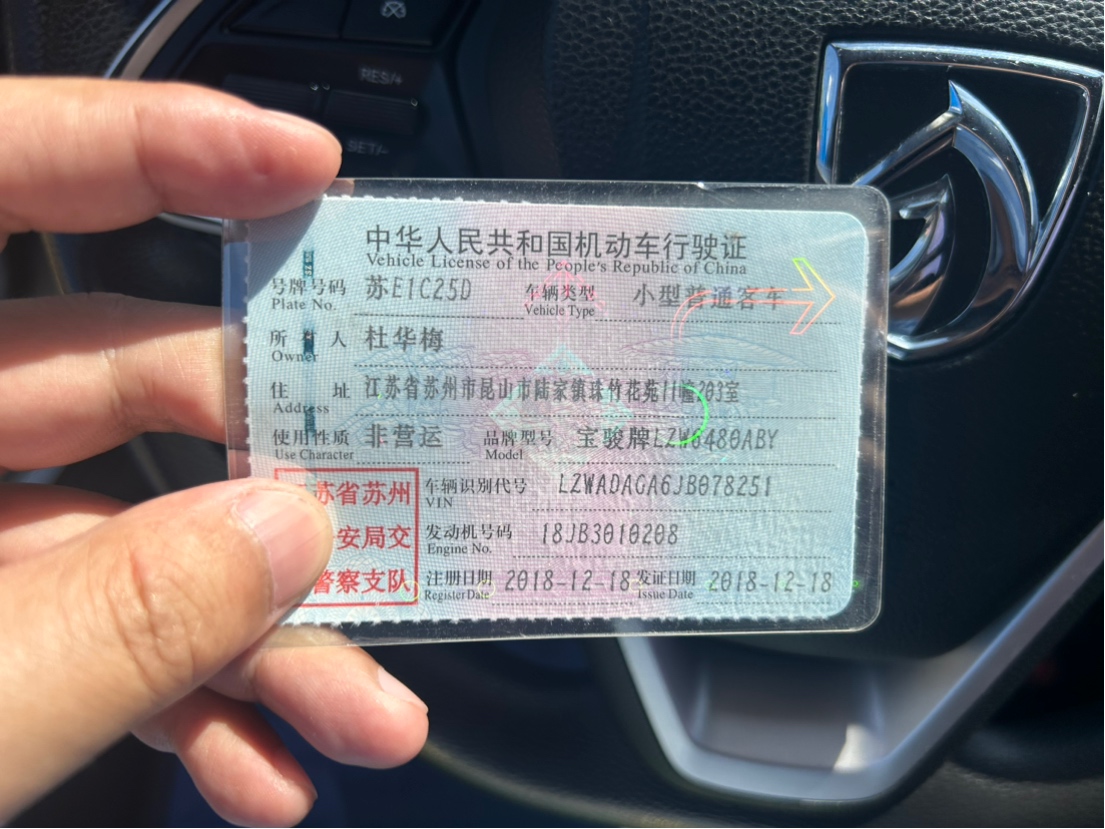 RES/+
SET/-
中华人民共和国机动车行驶证
Vehicle License of the People's Republic of China
号牌号码 苏E1C25D 车辆类型 小型普通客车
Plate No. Vehicle Type
所 人 杜华梅
Owner
住 址 江苏省苏州市昆山市陆家镇珠竹花苑11幢203室
Address
使用性质 非营运 品牌型号 宝骏牌LZW6480ABY
Use Character Model
苏省苏州
安局交
警察支队
车辆识别代号 LZWADAGA6JB078251
VIN
发动机号码 18JB3010208
Engine No.
注册日期 2018-12-18 发证日期 2018-12-18
Register Date Issue Date